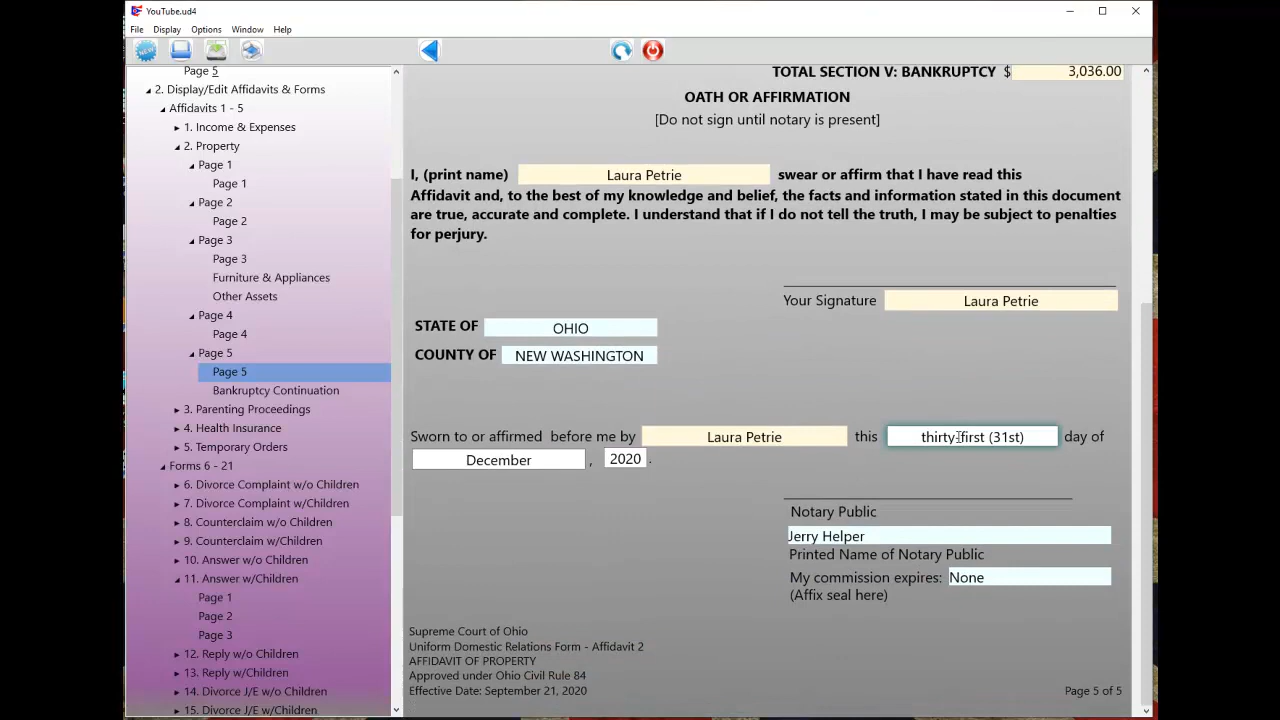 YouTube.ud4
File Display Options Window Help
NEW
Page 5
2. Display/Edit Affidavits & Forms
Affidavits 1 - 5
1. Income & Expenses
2. Property
Page 1
Page 1
Page 2
Page 2
Page 3
Page 3
Furniture & Appliances
Other Assets
Page 4
Page 4
Page 5
Page 5
Bankruptcy Continuation
3. Parenting Proceedings
4. Health Insurance
5. Temporary Orders
Forms 6 - 21
6. Divorce Complaint w/o Children
7. Divorce Complaint w/Children
8. Counterclaim w/o Children
9. Counterclaim w/Children
10. Answer w/o Children
11. Answer w/Children
Page 1
Page 2
Page 3
12. Reply w/o Children
13. Reply w/Children
14. Divorce J/E w/o Children
15. Divorce J/E w/Children
TOTAL SECTION V: BANKRUPTCY $ 3,036.00
OATH OR AFFIRMATION
[Do not sign until notary is present]
I, (print name) Laura Petrie swear or affirm that I have read this
Affidavit and, to the best of my knowledge and belief, the facts and information stated in this document
are true, accurate and complete. I understand that if I do not tell the truth, I may be subject to penalties
for perjury.
Your Signature Laura Petrie
STATE OF OHIO
COUNTY OF NEW WASHINGTON
Sworn to or affirmed before me by Laura Petrie this thirty-first (31st) day of
December , 2020 .
Notary Public
Jerry Helper
Printed Name of Notary Public
My commission expires: None
(Affix seal here)
Supreme Court of Ohio
Uniform Domestic Relations Form - Affidavit 2
AFFIDAVIT OF PROPERTY
Approved under Ohio Civil Rule 84
Effective Date: September 21, 2020
Page 5 of 5